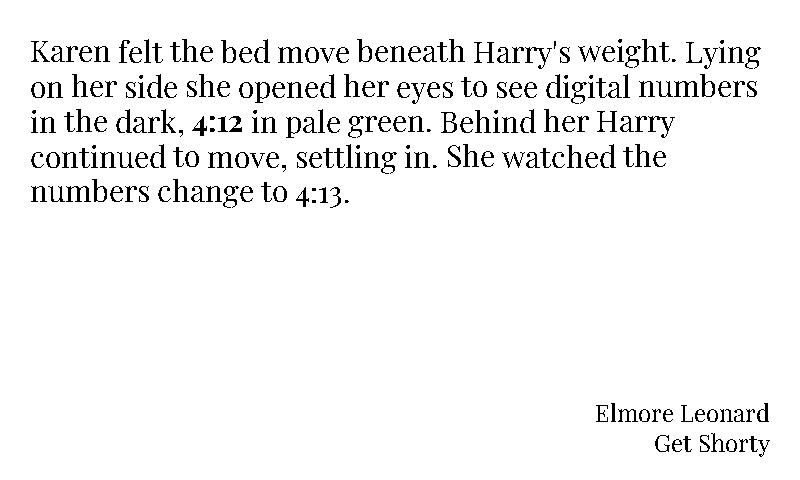 Karen felt the bed move beneath Harry's weight. Lying
on her side she opened her eyes to see digital numbers
in the dark, 4:12 in pale green. Behind her Harry
continued to move, settling in. She watched the
numbers change to 4:13.
Elmore Leonard
Get Shorty